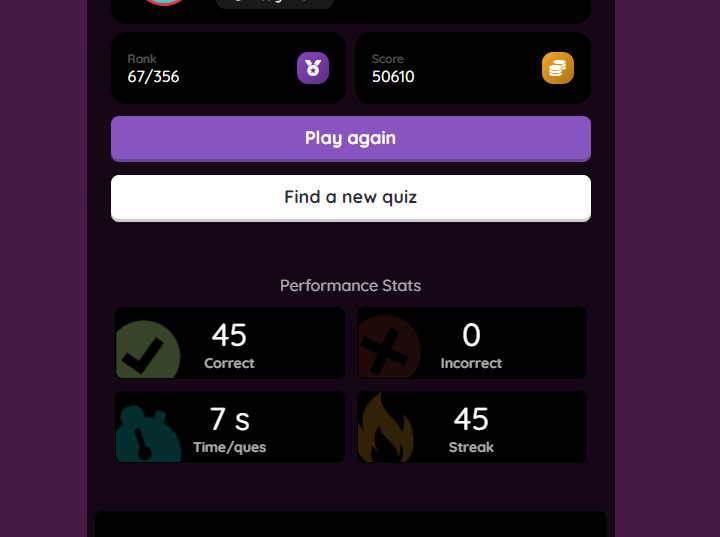 Rank
67/356
Score
50610
Play again
Find a new quiz
Performance Stats
45
Correct
0
Incorrect
7 s
Time/ques
45
Streak